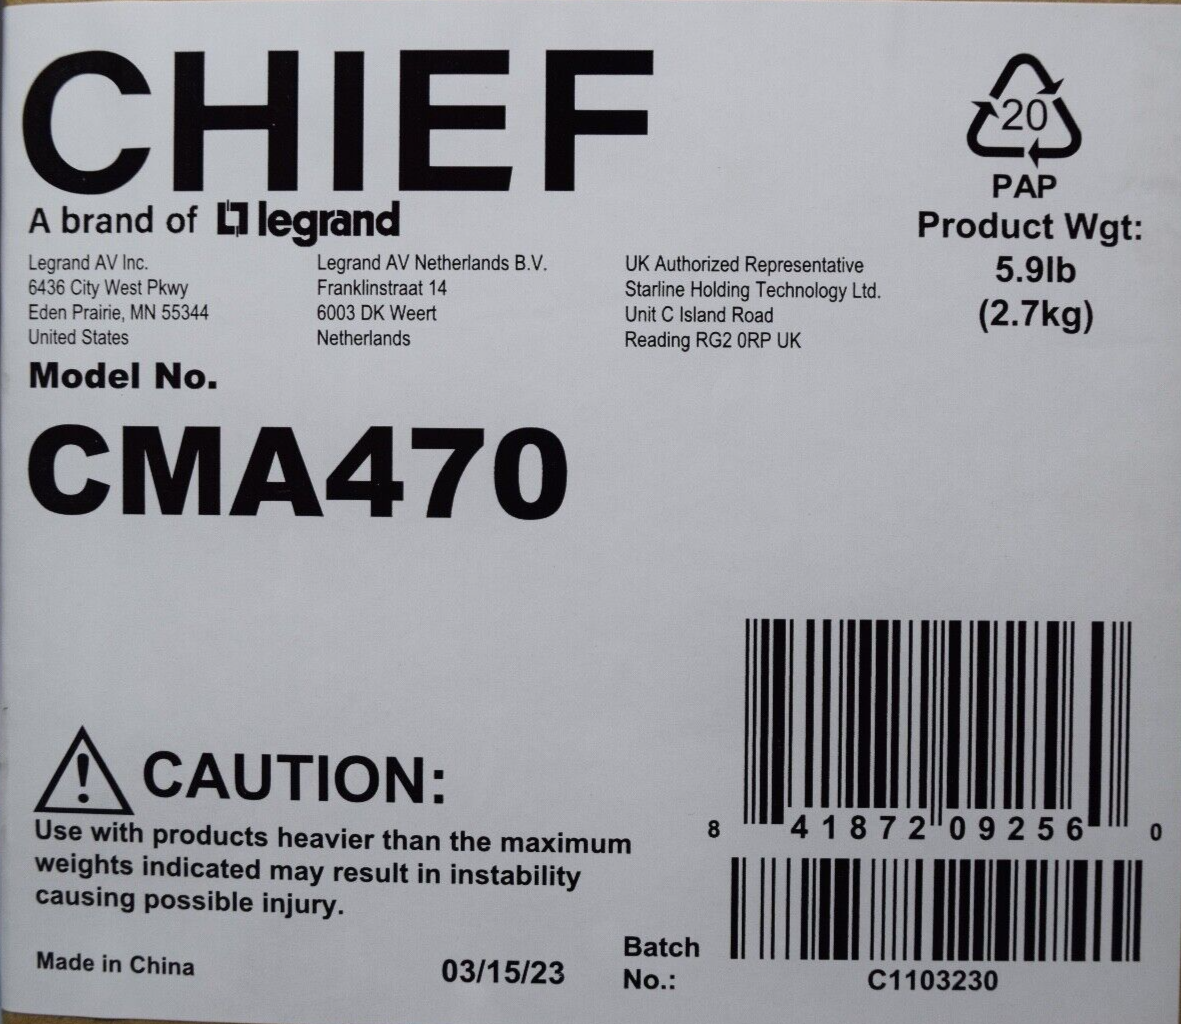 CHIEF
A brand of legrand
Legrand AV Inc.
6436 City West Pkwy
Eden Prairie, MN 55344
United States
Legrand AV Netherlands B.V.
Franklinstraat 14
6003 DK Weert
Netherlands
UK Authorized Representative
Starline Holding Technology Ltd.
Unit C Island Road
Reading RG2 0RP UK
20
PAP
Product Wgt:
5.9lb
(2.7kg)
Model No.
CMA470
CAUTION:
Use with products heavier than the maximum
weights indicated may result in instability
causing possible injury.
Made in China
03/15/23
8 41872 09256 0
Batch
No.:
C1103230